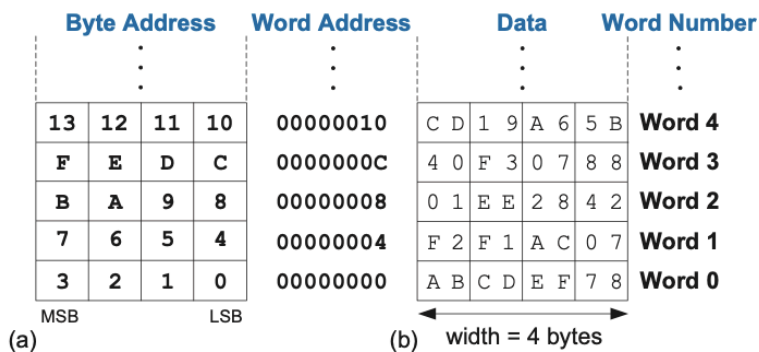 Byte Address Word Address Data Word Number
13 12 11 10 00000010 C D 1 9 A 6 5 B Word 4
F E D C 0000000C 4 0 F 3 0 7 8 8 Word 3
B A 9 8 00000008 0 1 E E 2 8 4 2 Word 2
7 6 5 4 00000004 F 2 F 1 A C 0 7 Word 1
3 2 1 0 00000000 A B C D E F 7 8 Word 0
MSB LSB
(a) (b) width = 4 bytes